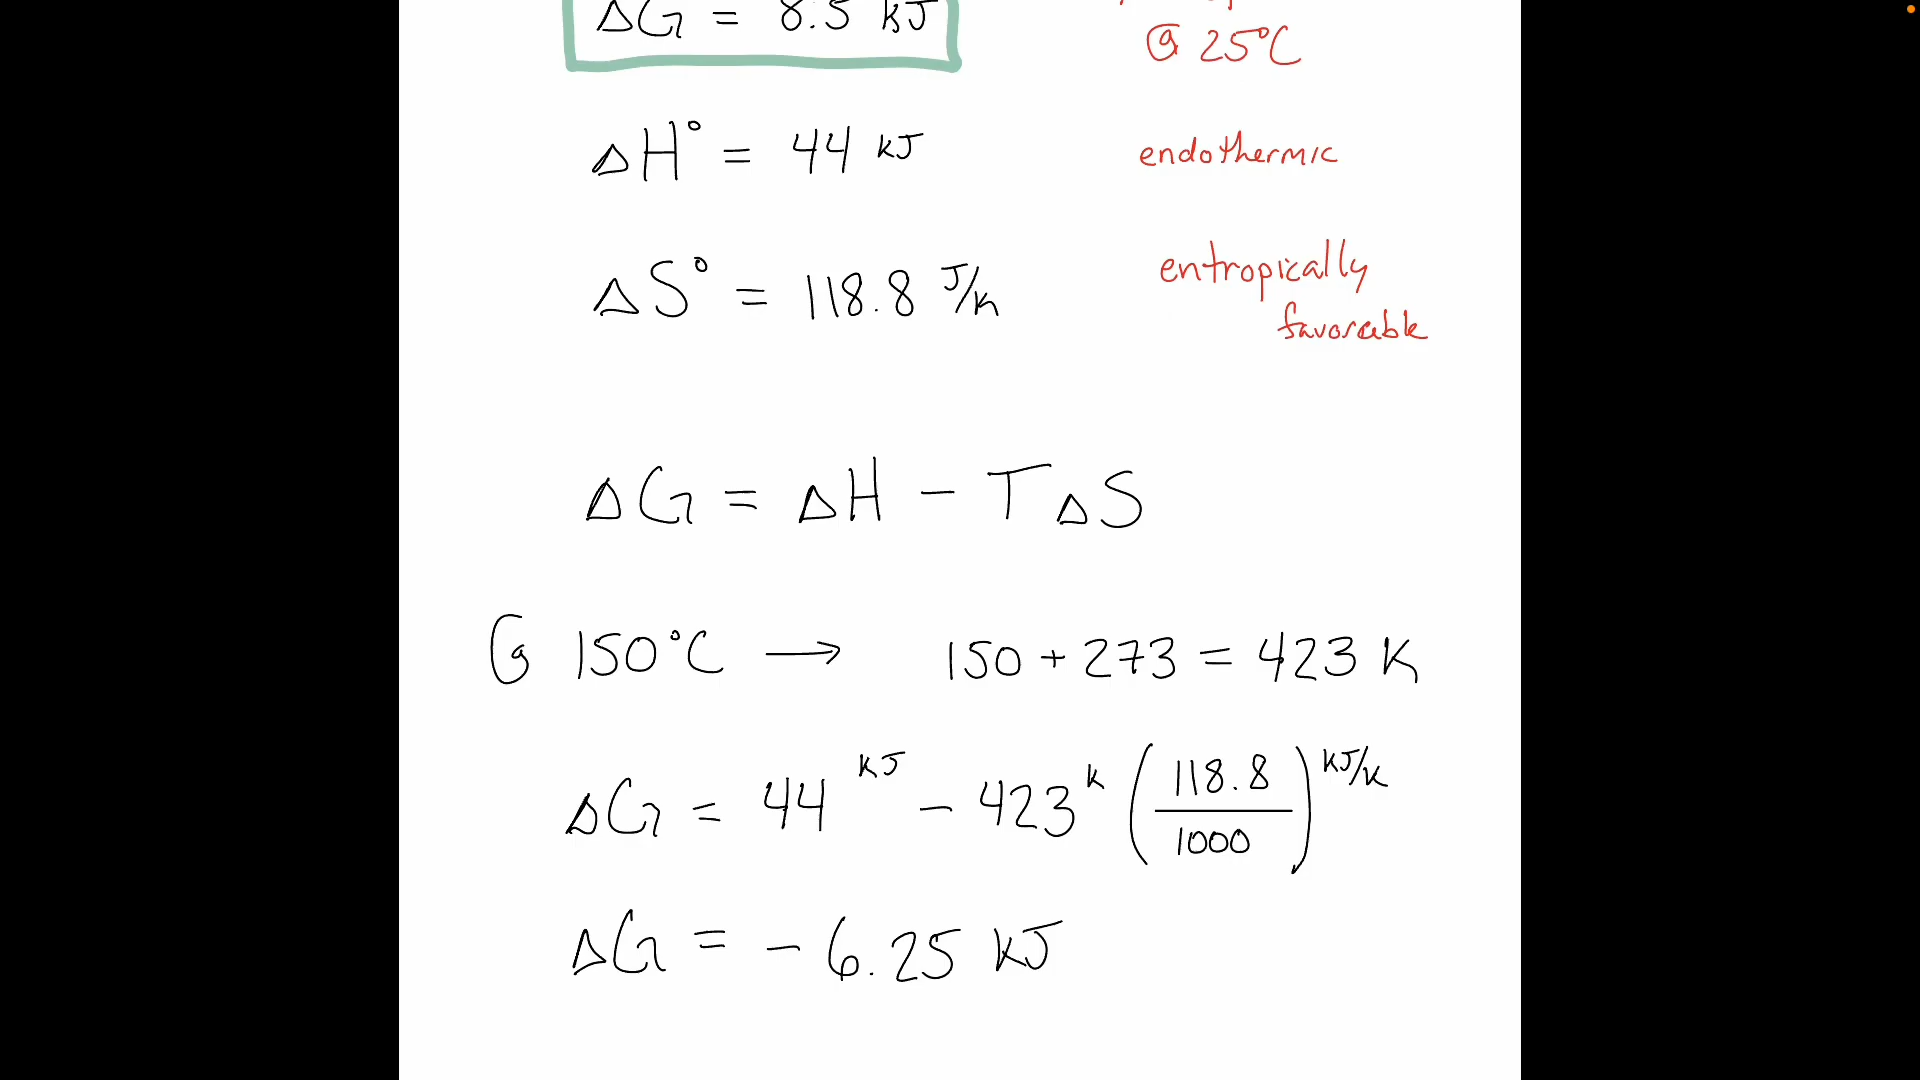 ΔG = 8.5 kJ
@ 25°C
ΔH° = 44 kJ
endothermic
ΔS° = 118.8 J/K
entropically
favorable
ΔG = ΔH - TΔS
@ 150°C → 150 + 273 = 423 K
ΔG = 44 kJ - 423 K (118.8/1000) kJ/K
ΔG = - 6.25 kJ